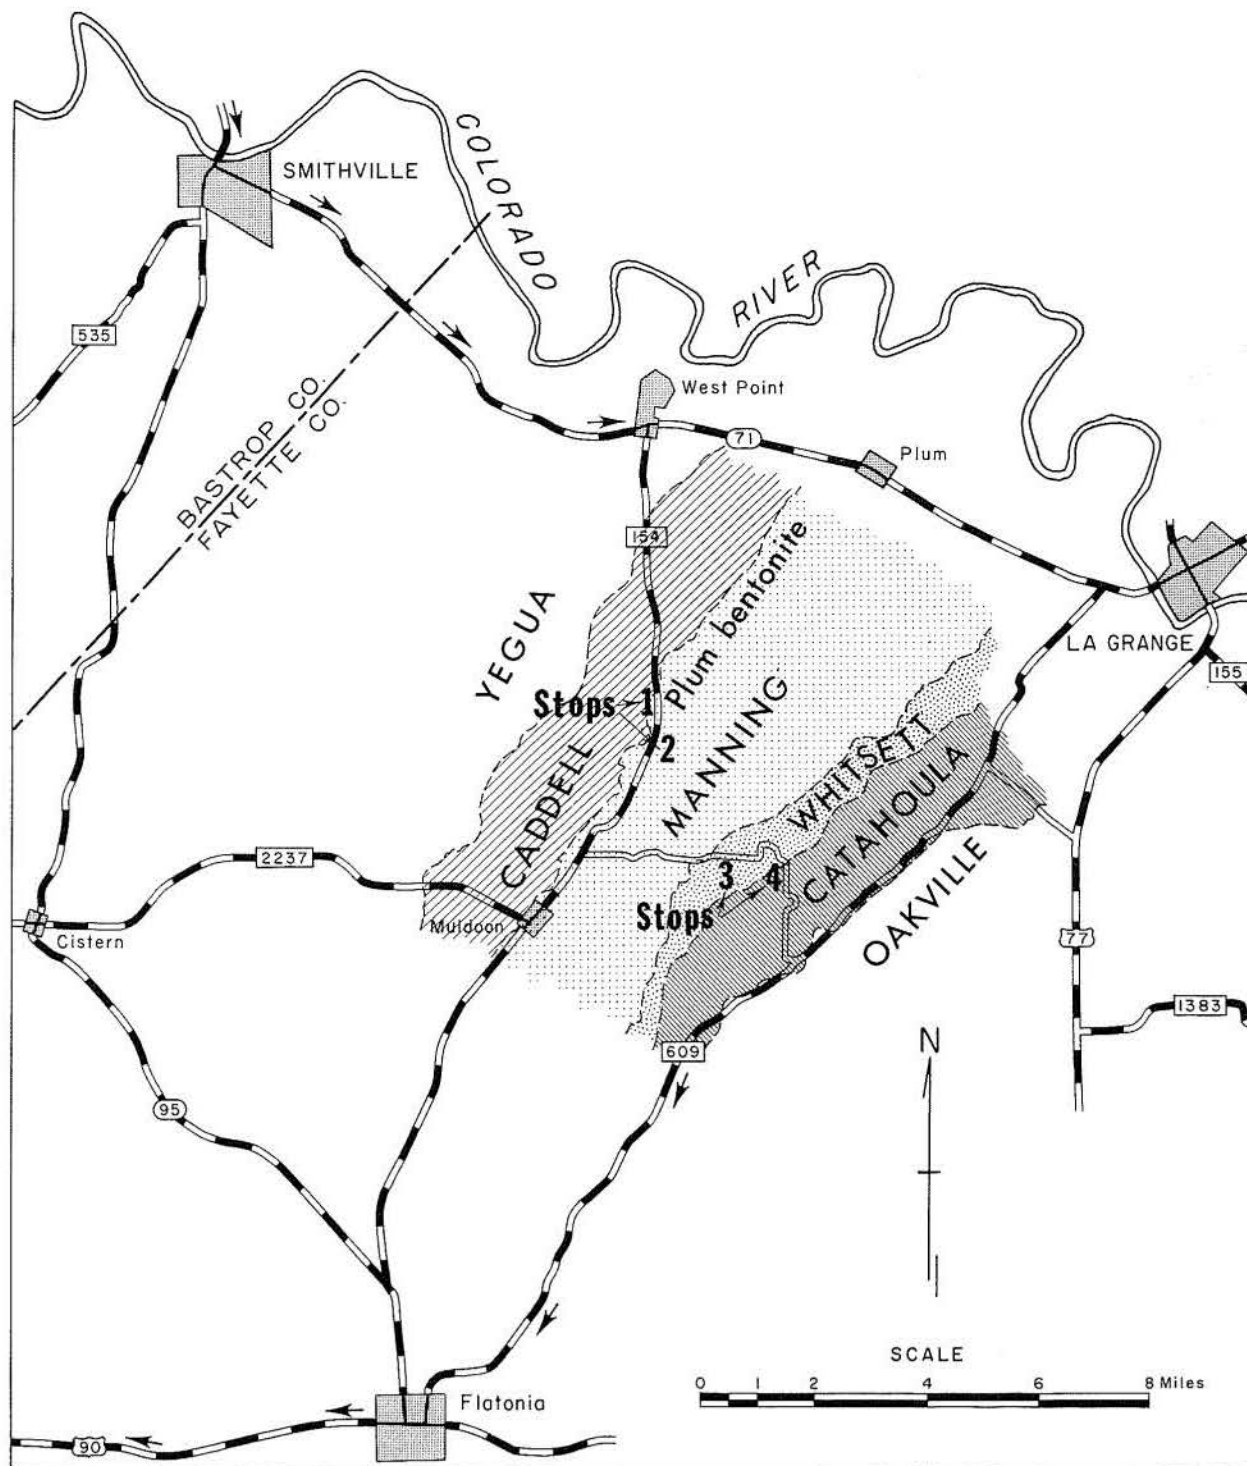 SMITHVILLE
COLORADO
RIVER
535
BASTROP CO.
FAYETTE CO.
West Point
71
Plum
154
YEGUA
Plum bentonite
LA GRANGE
155
Stops 1
2
CADDELL
MANNING
WHITSETT
CATAHOULA
OAKVILLE
2237
3 4
Stops
Cistern
Muldoon
77
1383
N
609
95
SCALE
0 1 2 4 6 8 Miles
Flatonia
90